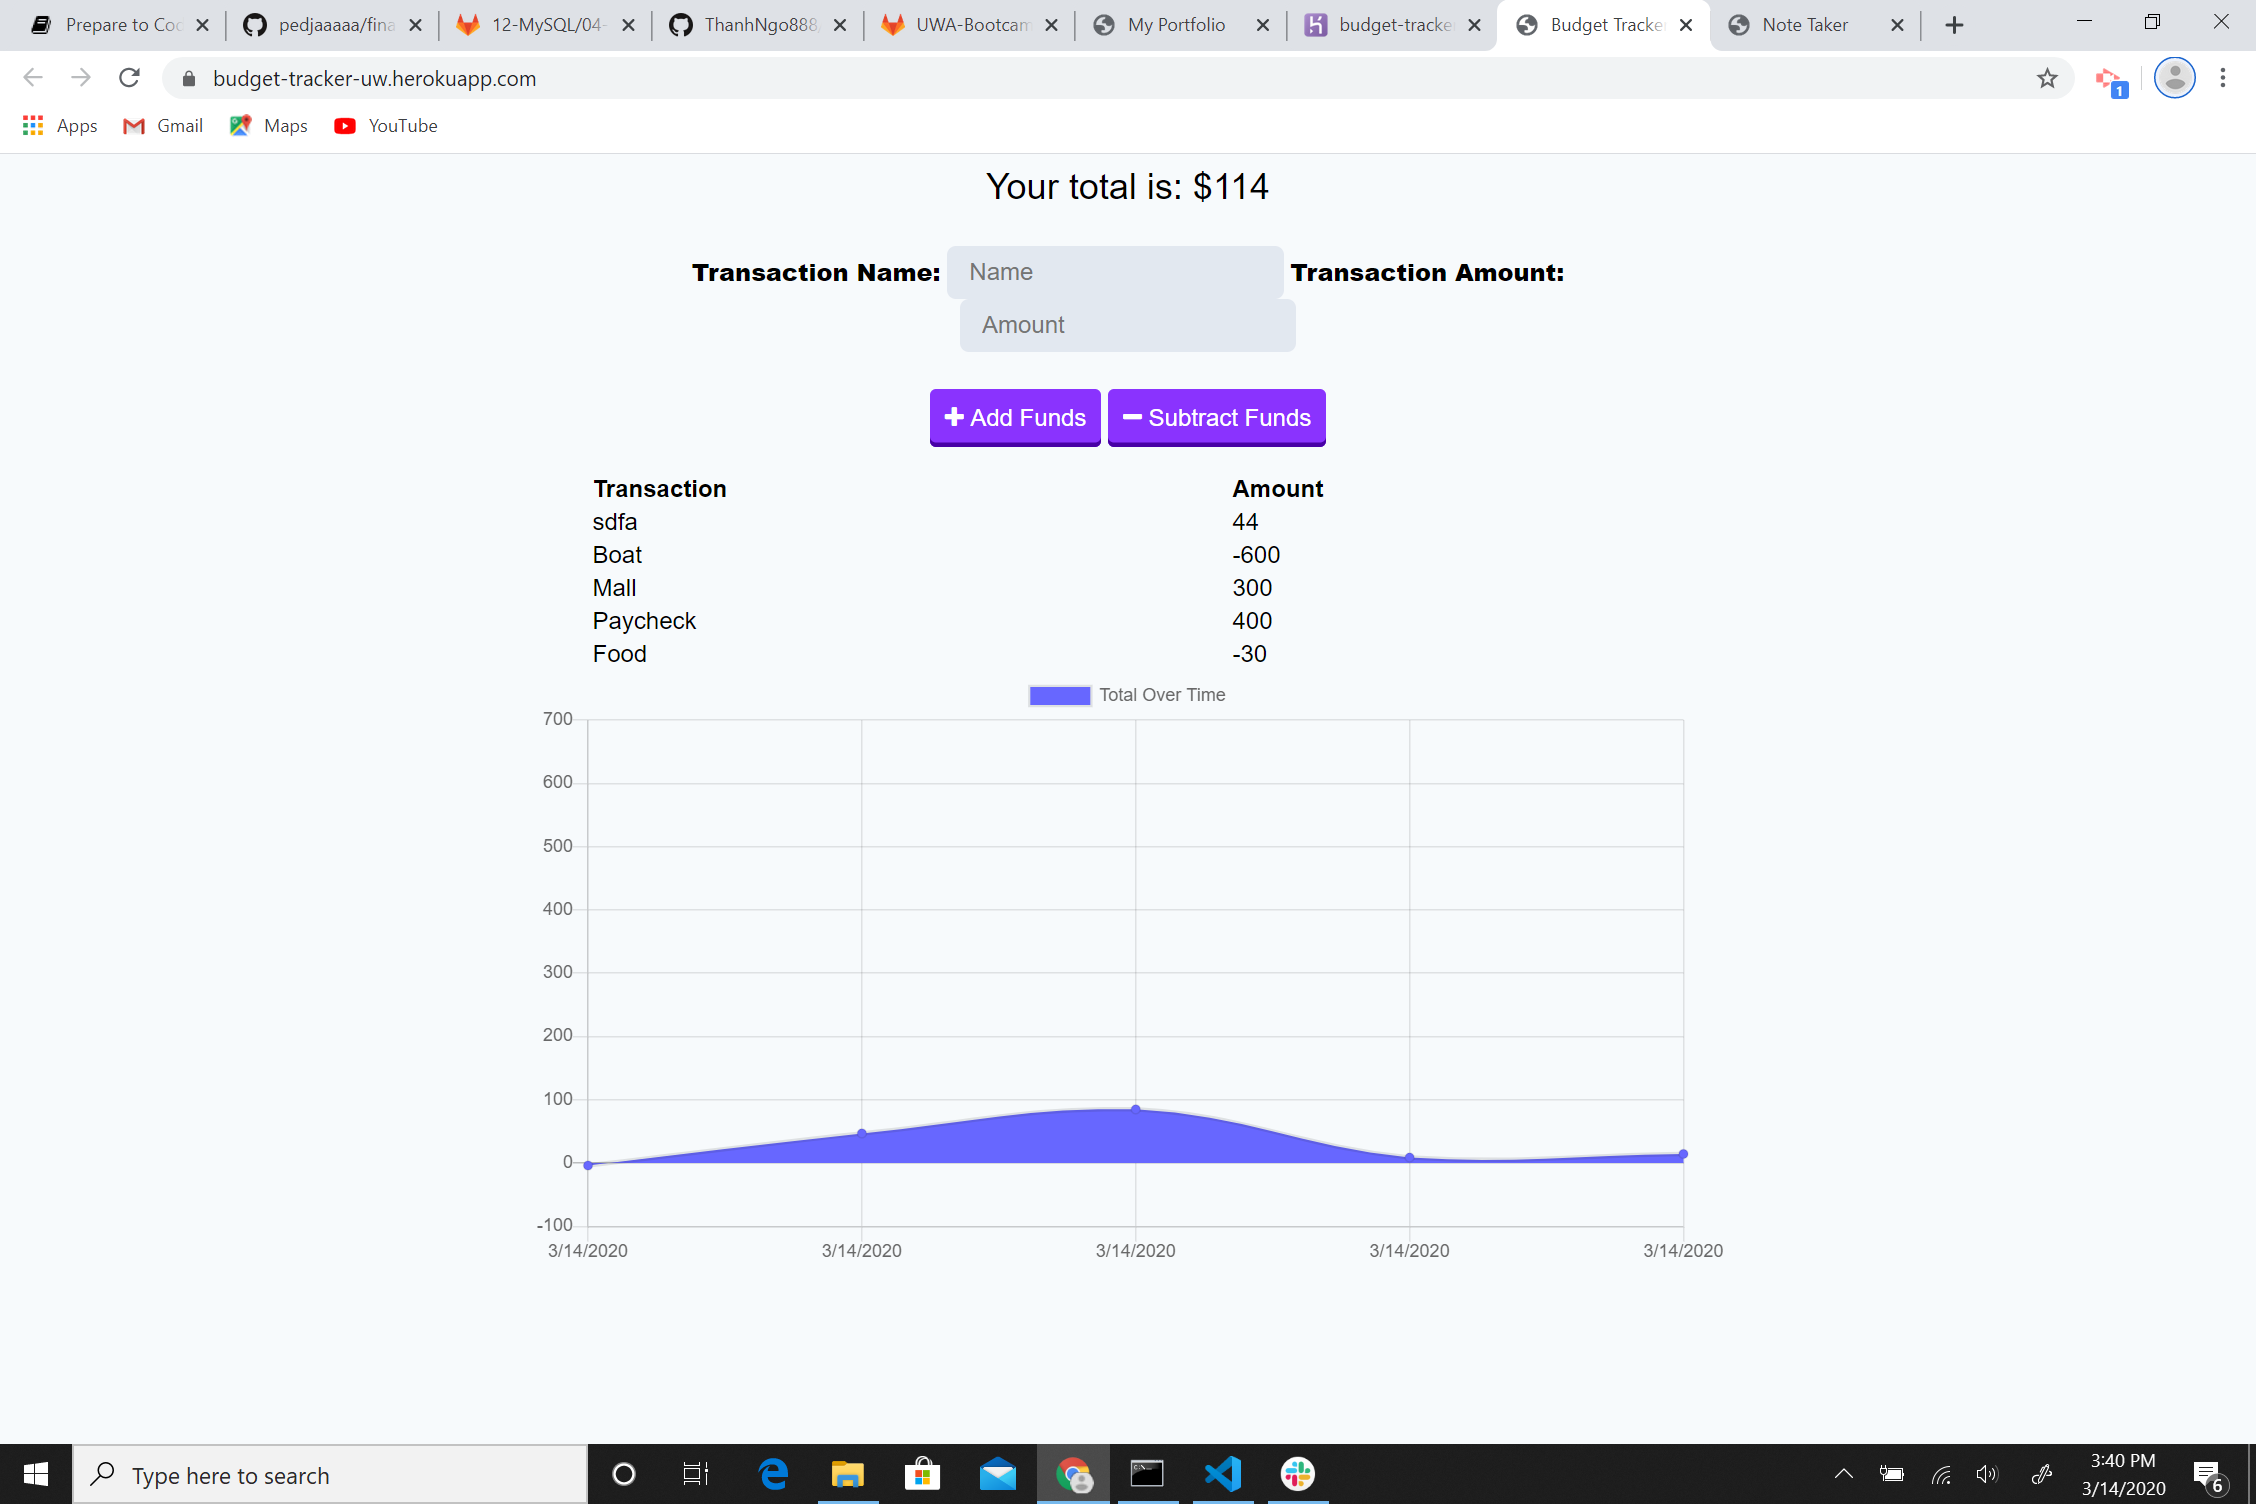 Prepare to Coc
pedjaaaaa/fina
12-MySQL/04-
ThanhNgo888,
UWA-Bootcam
My Portfolio
budget-tracke
Budget Tracke
Note Taker
budget-tracker-uw.herokuapp.com
1
Apps
Gmail
Maps
YouTube
Your total is: $114
Transaction Name:
Name
Transaction Amount:
Amount
Add Funds
Subtract Funds
Transaction Amount
sdfa 44
Boat -600
Mall 300
Paycheck 400
Food -30
Total Over Time
700
600
500
400
300
200
100
0
-100
3/14/2020 3/14/2020 3/14/2020 3/14/2020 3/14/2020
Type here to search
3:40 PM
3/14/2020
6